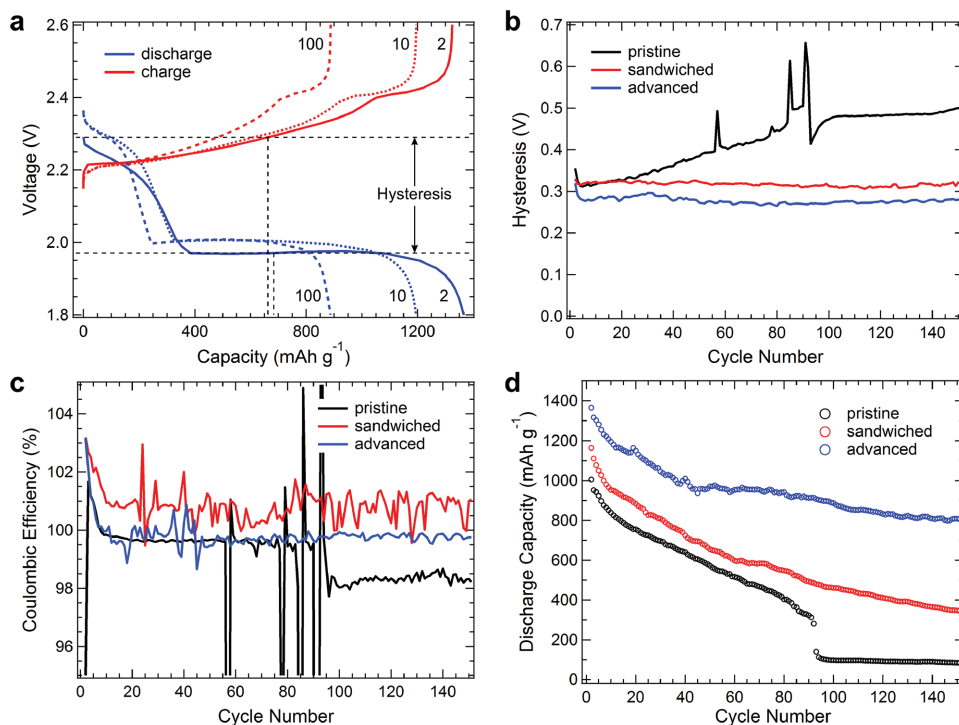 a
2.6
2.4
2.2
2.0
1.8
Voltage (V)
discharge
charge
100
10
2
Hysteresis
100
10
2
0
400
800
1200
Capacity (mAh g⁻¹)
b
0.7
0.6
0.5
0.4
0.3
0.2
0.1
0.0
Hysteresis (V)
pristine
sandwiched
advanced
0
20
40
60
80
100
120
140
Cycle Number
c
104
102
100
98
96
Coulombic Efficiency (%)
pristine
sandwiched
advanced
0
20
40
60
80
100
120
140
Cycle Number
d
1400
1200
1000
800
600
400
200
0
Discharge Capacity (mAh g⁻¹)
pristine
sandwiched
advanced
0
20
40
60
80
100
120
140
Cycle Number